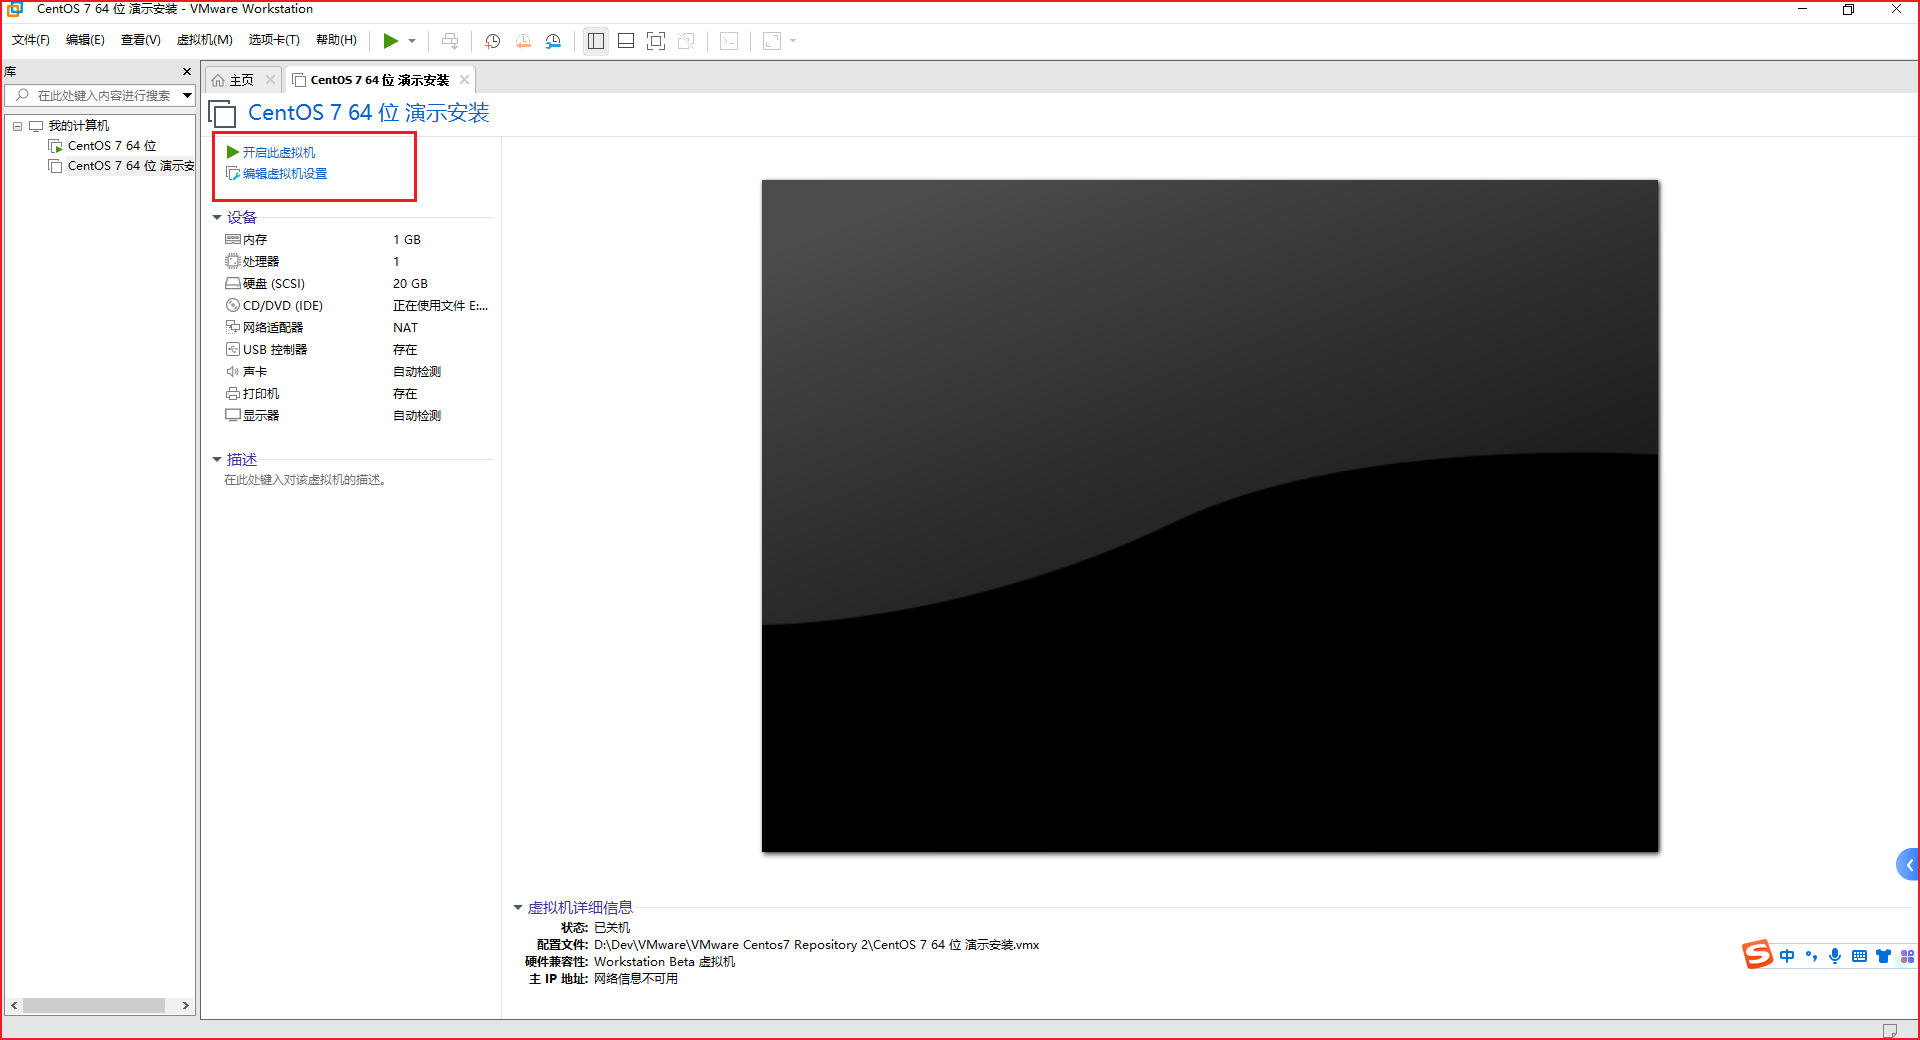 CentOS 7 64 位 演示安装 - VMware Workstation
文件(F) 编辑(E) 查看(V) 虚拟机(M) 选项卡(T) 帮助(H)
库
在此处键入内容进行搜索
我的计算机
CentOS 7 64 位
CentOS 7 64 位 演示安
主页
CentOS 7 64 位 演示安装
CentOS 7 64 位 演示安装
开启此虚拟机
编辑虚拟机设置
设备
内存 1 GB
处理器 1
硬盘 (SCSI) 20 GB
CD/DVD (IDE) 正在使用文件 E:...
网络适配器 NAT
USB 控制器 存在
声卡 自动检测
打印机 存在
显示器 自动检测
描述
在此处键入对该虚拟机的描述。
虚拟机详细信息
状态: 已关机
配置文件: D:\Dev\VMware\VMware Centos7 Repository 2\CentOS 7 64 位 演示安装.vmx
硬件兼容性: Workstation Beta 虚拟机
主 IP 地址: 网络信息不可用
S 中